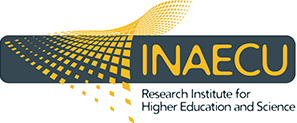 INAECU
Research Institute for
Higher Education and Science